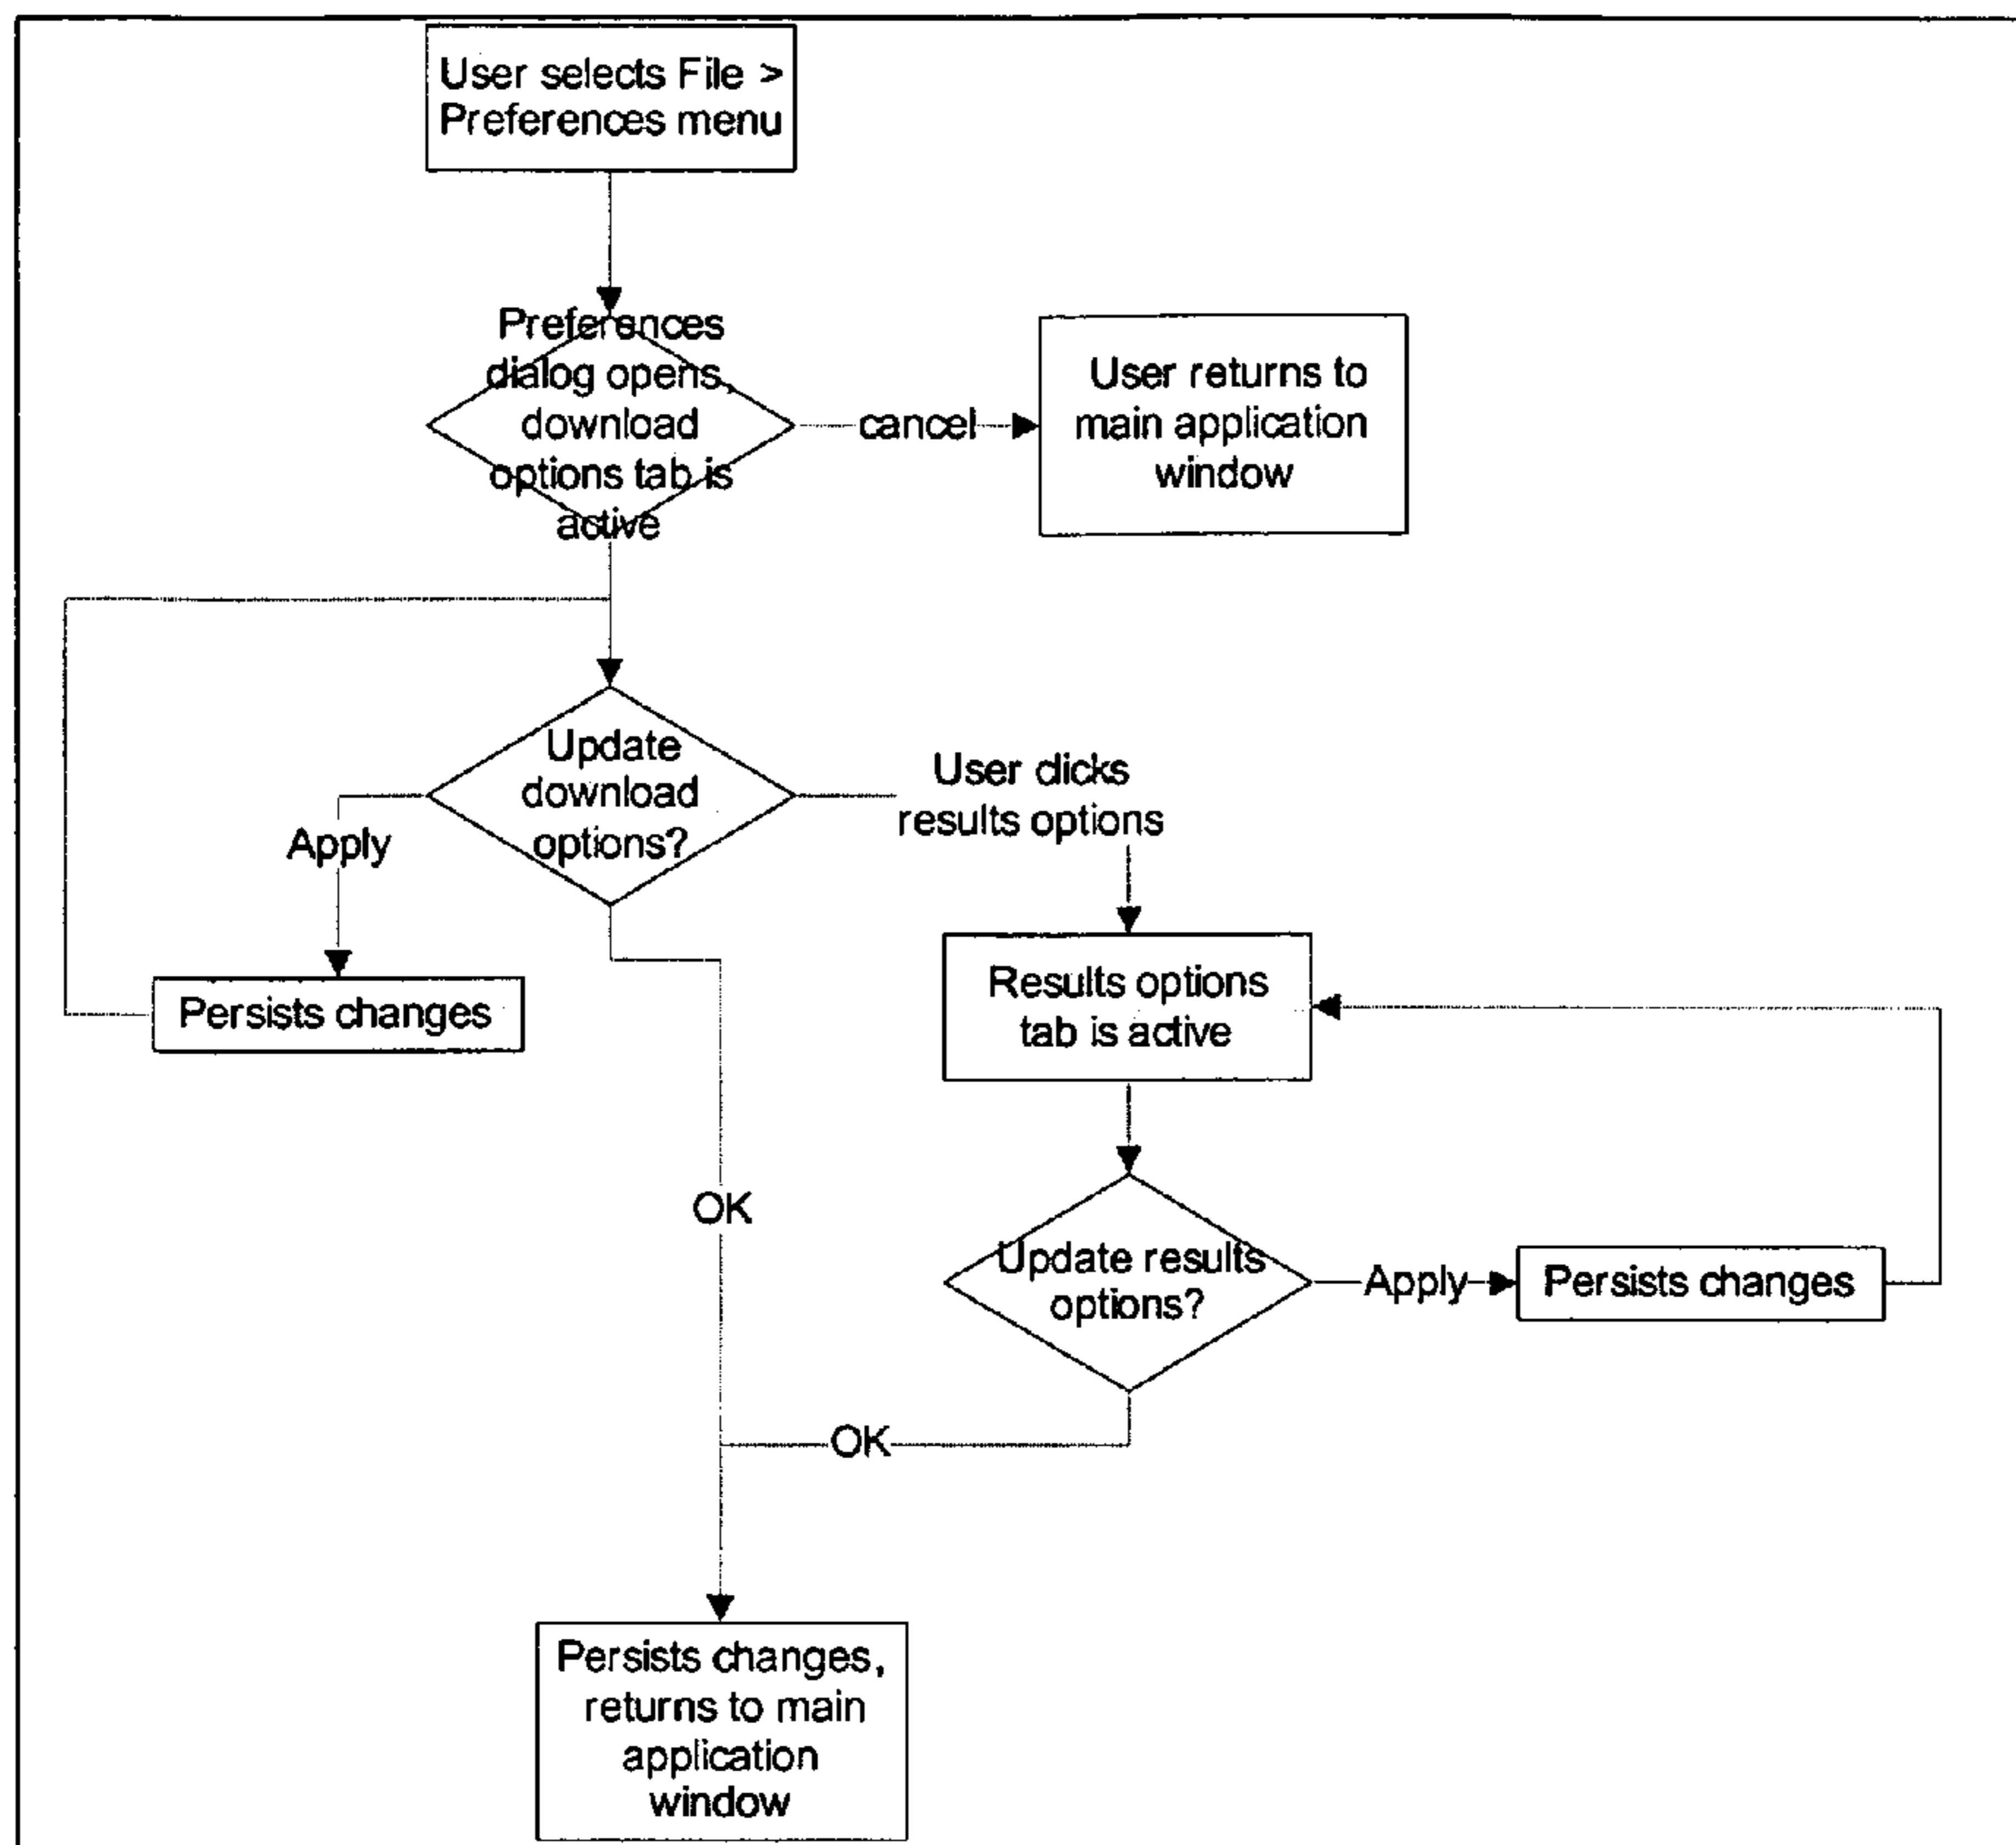 User selects File >
Preferences menu
Preferences
dialog opens,
download
options tab is
active
cancel
User returns to
main application
window
Update
download
options?
User clicks
results options
Apply
Persists changes
Results options
tab is active
OK
Update results
options?
Apply
Persists changes
OK
Persists changes,
returns to main
application
window